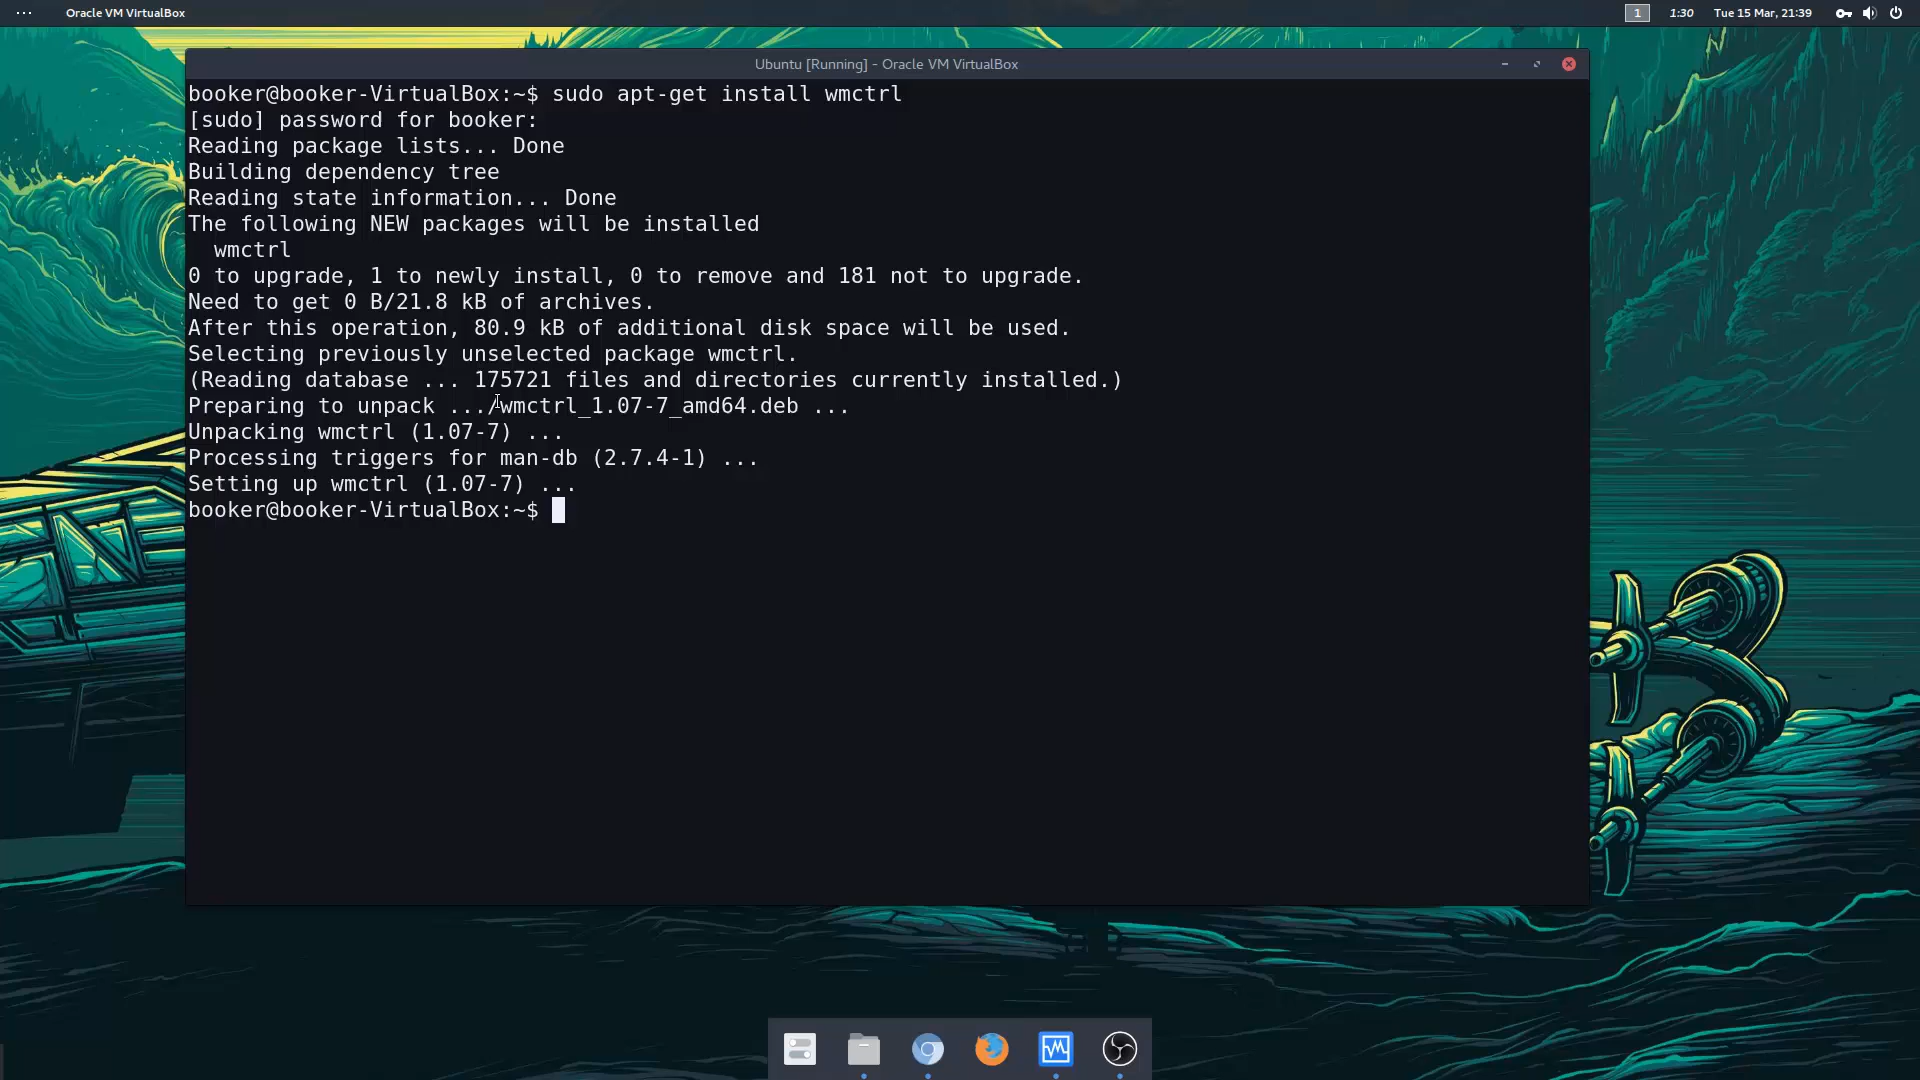 Oracle VM VirtualBox
1
1:30
Tue 15 Mar, 21:39
Ubuntu [Running] - Oracle VM VirtualBox
booker@booker-VirtualBox:~$ sudo apt-get install wmctrl
[sudo] password for booker:
Reading package lists... Done
Building dependency tree
Reading state information... Done
The following NEW packages will be installed
  wmctrl
0 to upgrade, 1 to newly install, 0 to remove and 181 not to upgrade.
Need to get 0 B/21.8 kB of archives.
After this operation, 80.9 kB of additional disk space will be used.
Selecting previously unselected package wmctrl.
(Reading database ... 175721 files and directories currently installed.)
Preparing to unpack .../wmctrl_1.07-7_amd64.deb ...
Unpacking wmctrl (1.07-7) ...
Processing triggers for man-db (2.7.4-1) ...
Setting up wmctrl (1.07-7) ...
booker@booker-VirtualBox:~$